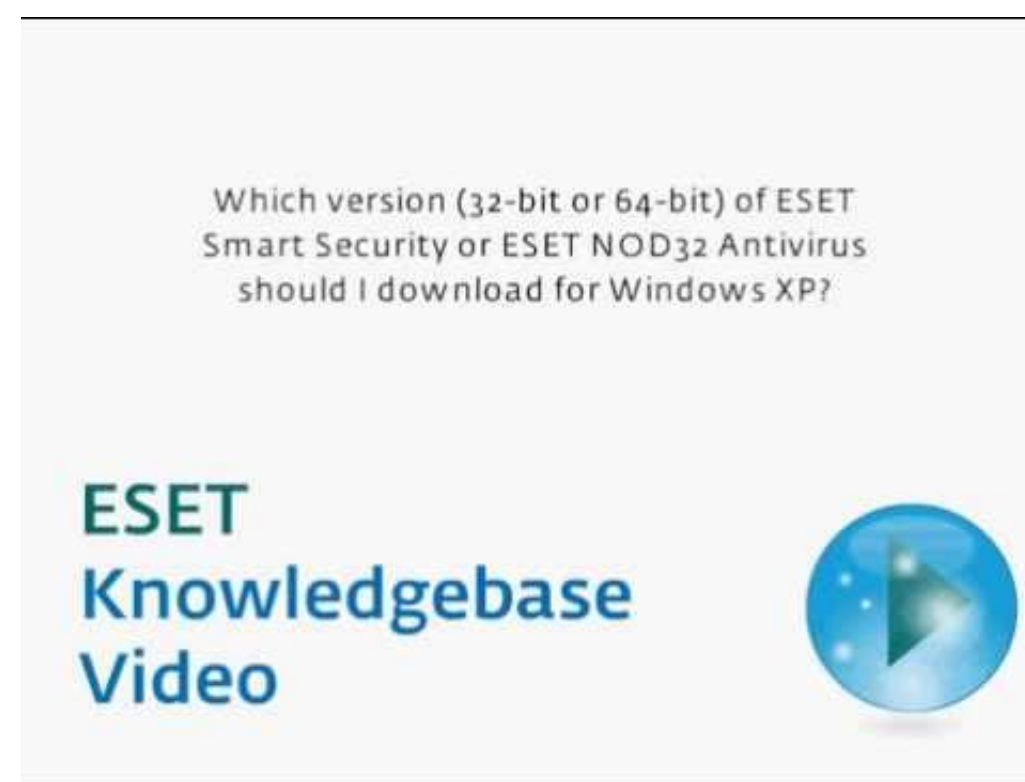 Which version (32-bit or 64-bit) of ESET
Smart Security or ESET NOD32 Antivirus
should I download for Windows XP?
ESET
Knowledgebase
Video